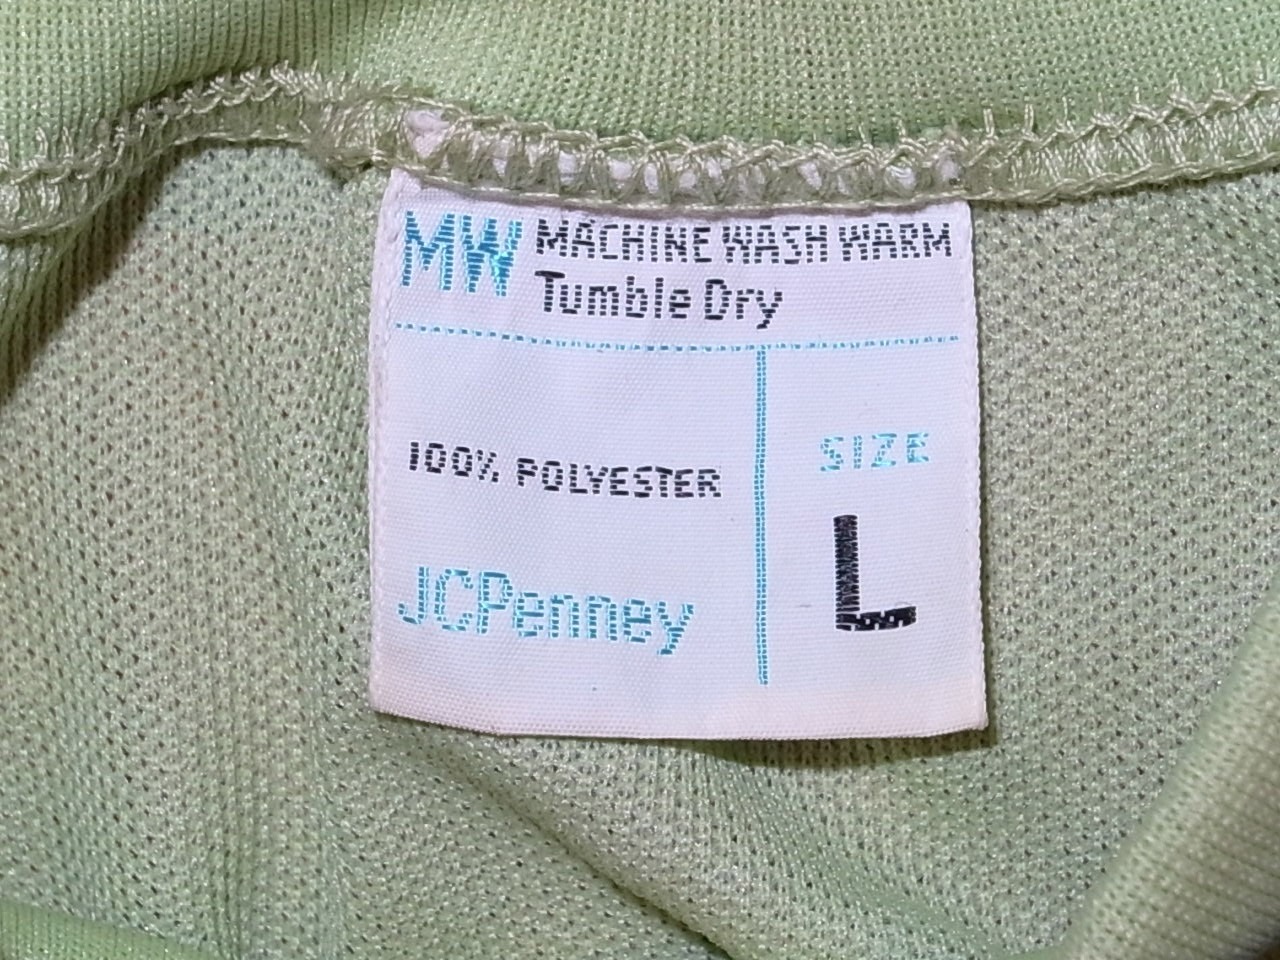 MW MACHINE WASH WARM
Tumble Dry
100% POLYESTER
JCPenney
SIZE
L